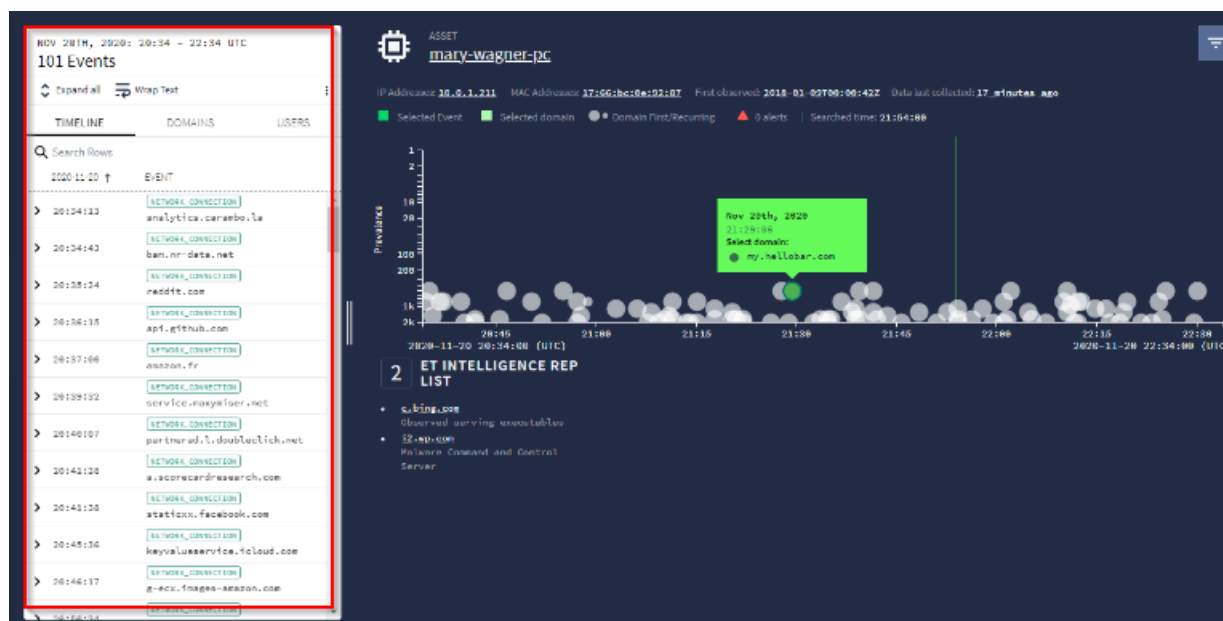 NOV 20TH, 2020: 20:34 - 22:34 UTC
101 Events
Expand all Wrap Text
TIMELINE DOMAINS USERS
Search Rows
2020-11-20 ↑ EVENT
20:34:13 NETWORK_CONNECTION
analytics.carambo.la
20:34:43 NETWORK_CONNECTION
bam.nr-data.net
20:35:24 NETWORK_CONNECTION
reddit.com
20:36:15 NETWORK_CONNECTION
api.github.com
20:37:00 NETWORK_CONNECTION
amazon.fr
20:39:32 NETWORK_CONNECTION
service.maxymiser.net
20:40:07 NETWORK_CONNECTION
partnerad.l.doubleclick.net
20:41:28 NETWORK_CONNECTION
a.scorecardresearch.com
20:41:38 NETWORK_CONNECTION
staticxx.facebook.com
20:45:36 NETWORK_CONNECTION
keyvalueservice.icloud.com
20:46:17 NETWORK_CONNECTION
g-ecx.images-amazon.com
NETWORK_CONNECTION
ASSET
mary-wagner-pc
IP Addresses: 10.0.1.211 MAC Addresses: First observed: Data last collected: 17 minutes ago
Selected Event Selected domain Domain First/Recurring 0 alerts Searched time: 21:54:00
Prevalence
1
2
10
20
100
200
1k
2k
Nov 20th, 2020
21:29:00
Select domain:
my.hellobar.com
20:45 21:00 21:15 21:30 21:45 22:00 22:15 22:30
2020-11-20 20:34:00 (UTC) 2020-11-20 22:34:00 (UTC
2 ET INTELLIGENCE REP
LIST
c.bing.com
Observed serving executables
Malware Command and Control
Server